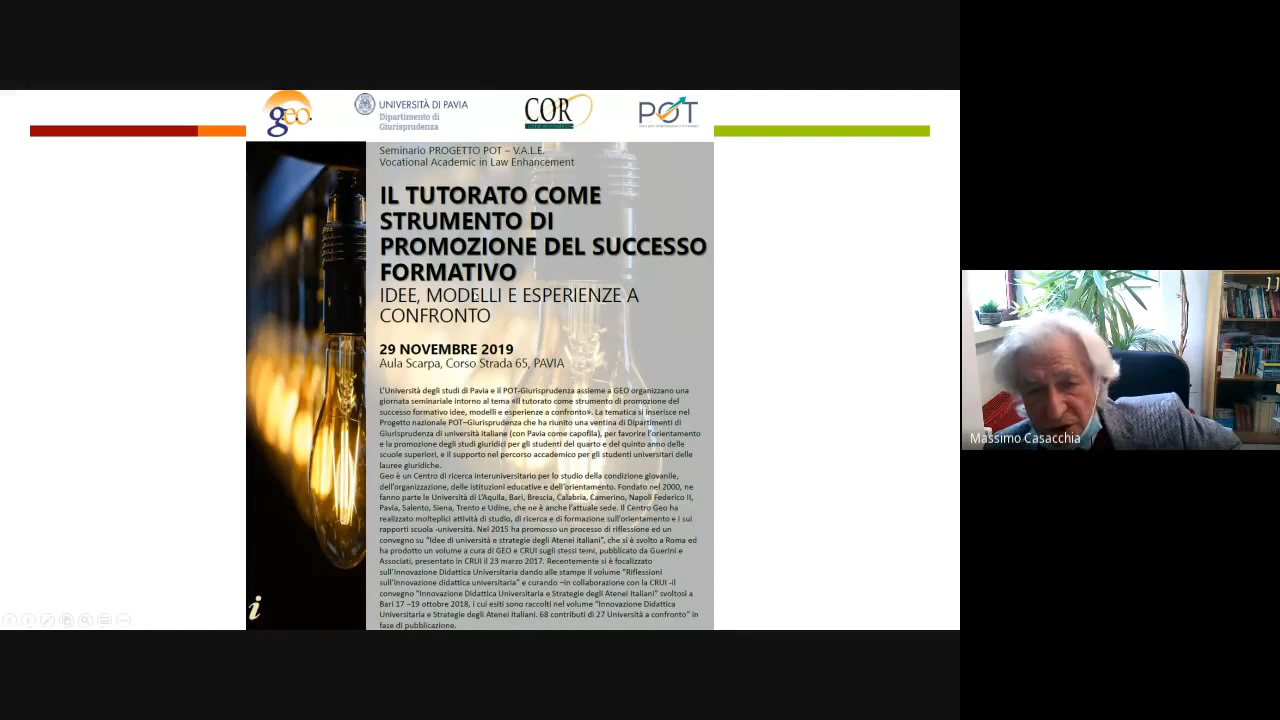 geo.
UNIVERSITÀ DI PAVIA
Dipartimento di
Giurisprudenza
COR
POT
Seminario PROGETTO POT – V.A.L.E.
Vocational Academic in Law Enhancement
IL TUTORATO COME
STRUMENTO DI
PROMOZIONE DEL SUCCESSO
FORMATIVO
IDEE, MODELLI E ESPERIENZE A
CONFRONTO
29 NOVEMBRE 2019
Aula Scarpa, Corso Strada 65, PAVIA
L'Università degli studi di Pavia e il POT-Giurisprudenza assieme a GEO organizzano una
giornata seminariale intorno al tema «Il tutorato come strumento di promozione del
successo formativo idee, modelli e esperienze a confronto». La tematica si inserisce nel
Progetto nazionale POT–Giurisprudenza che ha riunito una ventina di Dipartimenti di
Giurisprudenza di università italiane (con Pavia come capofila), per favorire l'orientamento
e la promozione degli studi giuridici per gli studenti del quarto e del quinto anno delle
scuole superiori, e il supporto nel percorso accademico per gli studenti universitari delle
lauree giuridiche.
Geo è un Centro di ricerca interuniversitario per lo studio della condizione giovanile,
dell'organizzazione, delle istituzioni educative e dell'orientamento. Fondato nel 2000, ne
fanno parte le Università di L'Aquila, Bari, Brescia, Calabria, Camerino, Napoli Federico II,
Pavia, Salento, Siena, Trento e Udine, che ne è anche l'attuale sede. Il Centro Geo ha
realizzato molteplici attività di studio, di ricerca e di formazione sull'orientamento e i sui
rapporti scuola -università. Nel 2015 ha promosso un processo di riflessione ed un
convegno su "Idee di università e strategie degli Atenei italiani", che si è svolto a Roma ed
ha prodotto un volume a cura di GEO e CRUI sugli stessi temi, pubblicato da Guerini e
Associati, presentato in CRUI il 23 marzo 2017. Recentemente si è focalizzato
sull'Innovazione Didattica Universitaria dando alle stampe il volume "Riflessioni
sull'innovazione didattica universitaria" e curando –in collaborazione con la CRUI -il
convegno "Innovazione Didattica Universitaria e Strategie degli Atenei Italiani" svoltosi a
Bari 17 –19 ottobre 2018, i cui esiti sono raccolti nel volume "Innovazione Didattica
Universitaria e Strategie degli Atenei Italiani. 68 contributi di 27 Università a confronto" in
fase di pubblicazione.
i
Massimo Casacchia